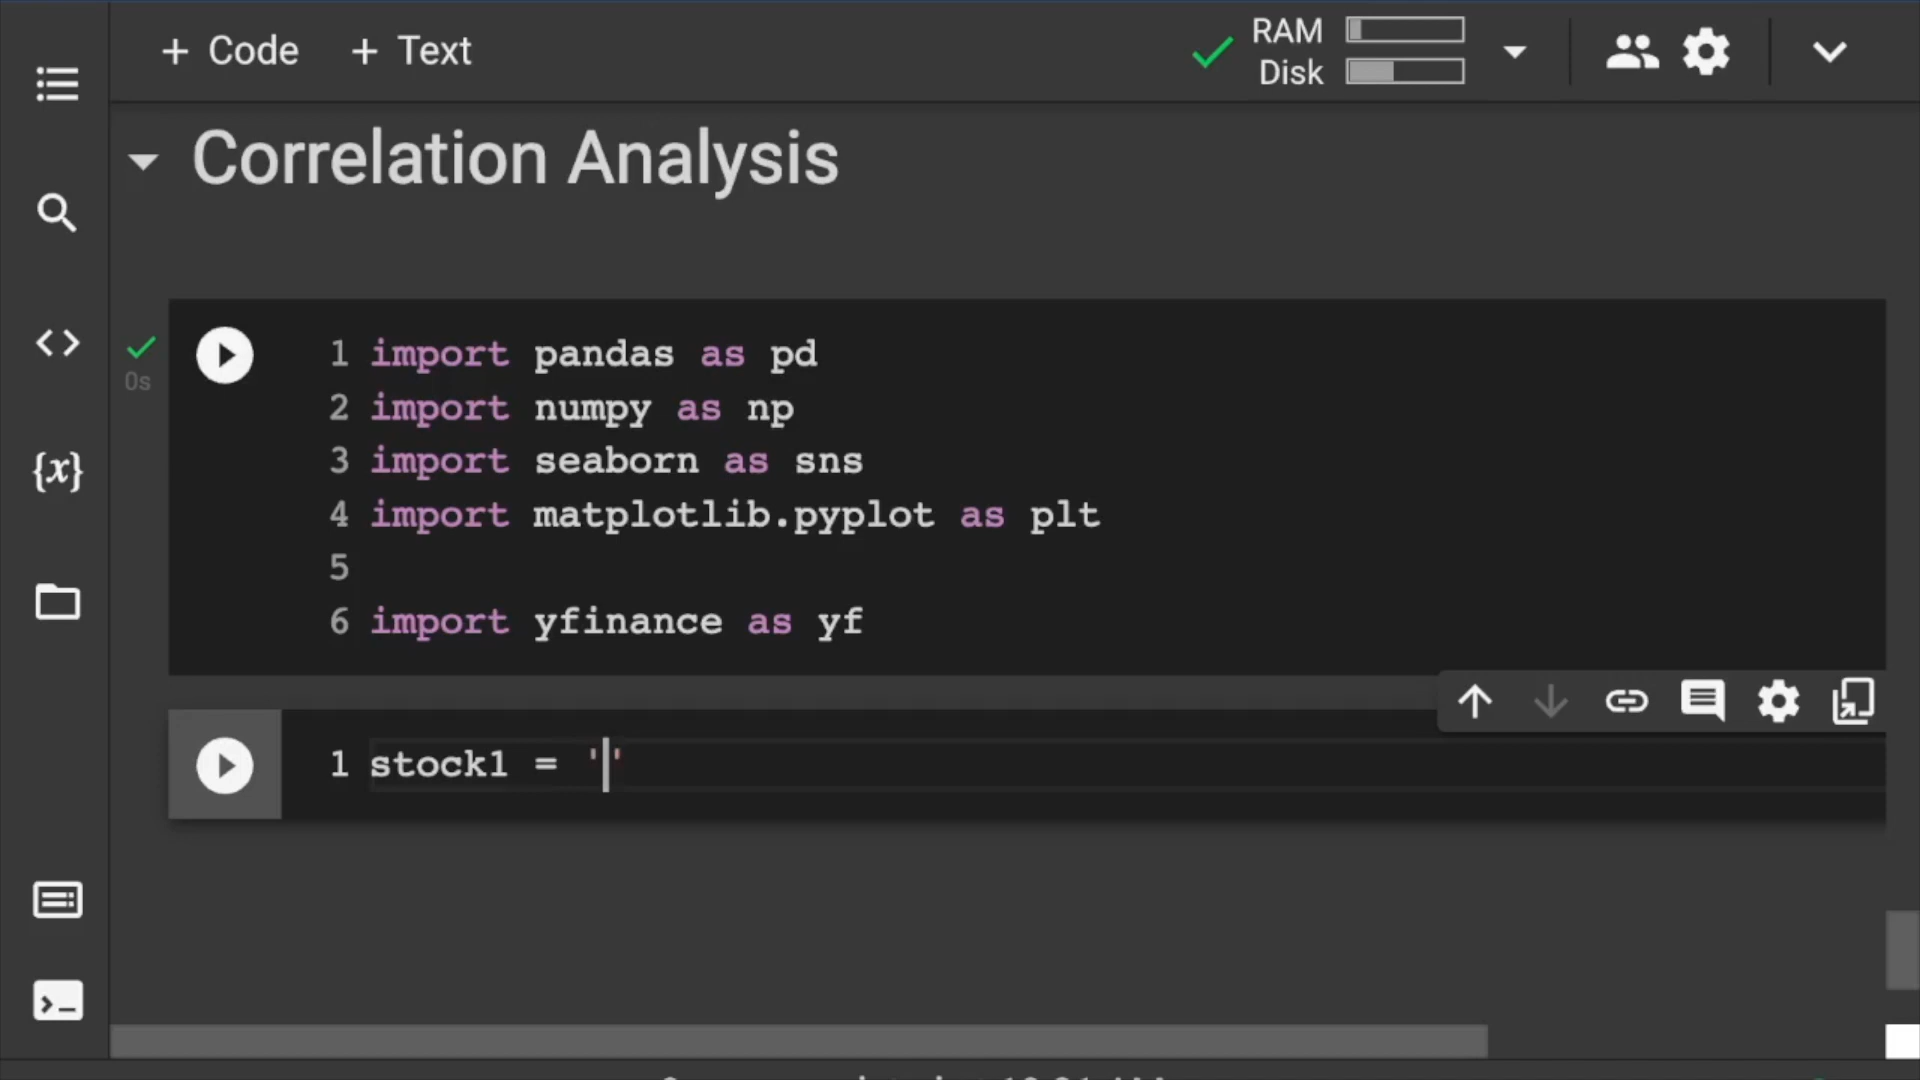 + Code + Text
RAM
Disk
Correlation Analysis
0s
1 import pandas as pd
2 import numpy as np
3 import seaborn as sns
4 import matplotlib.pyplot as plt
5
6 import yfinance as yf
{x}
1 stock1 = ''